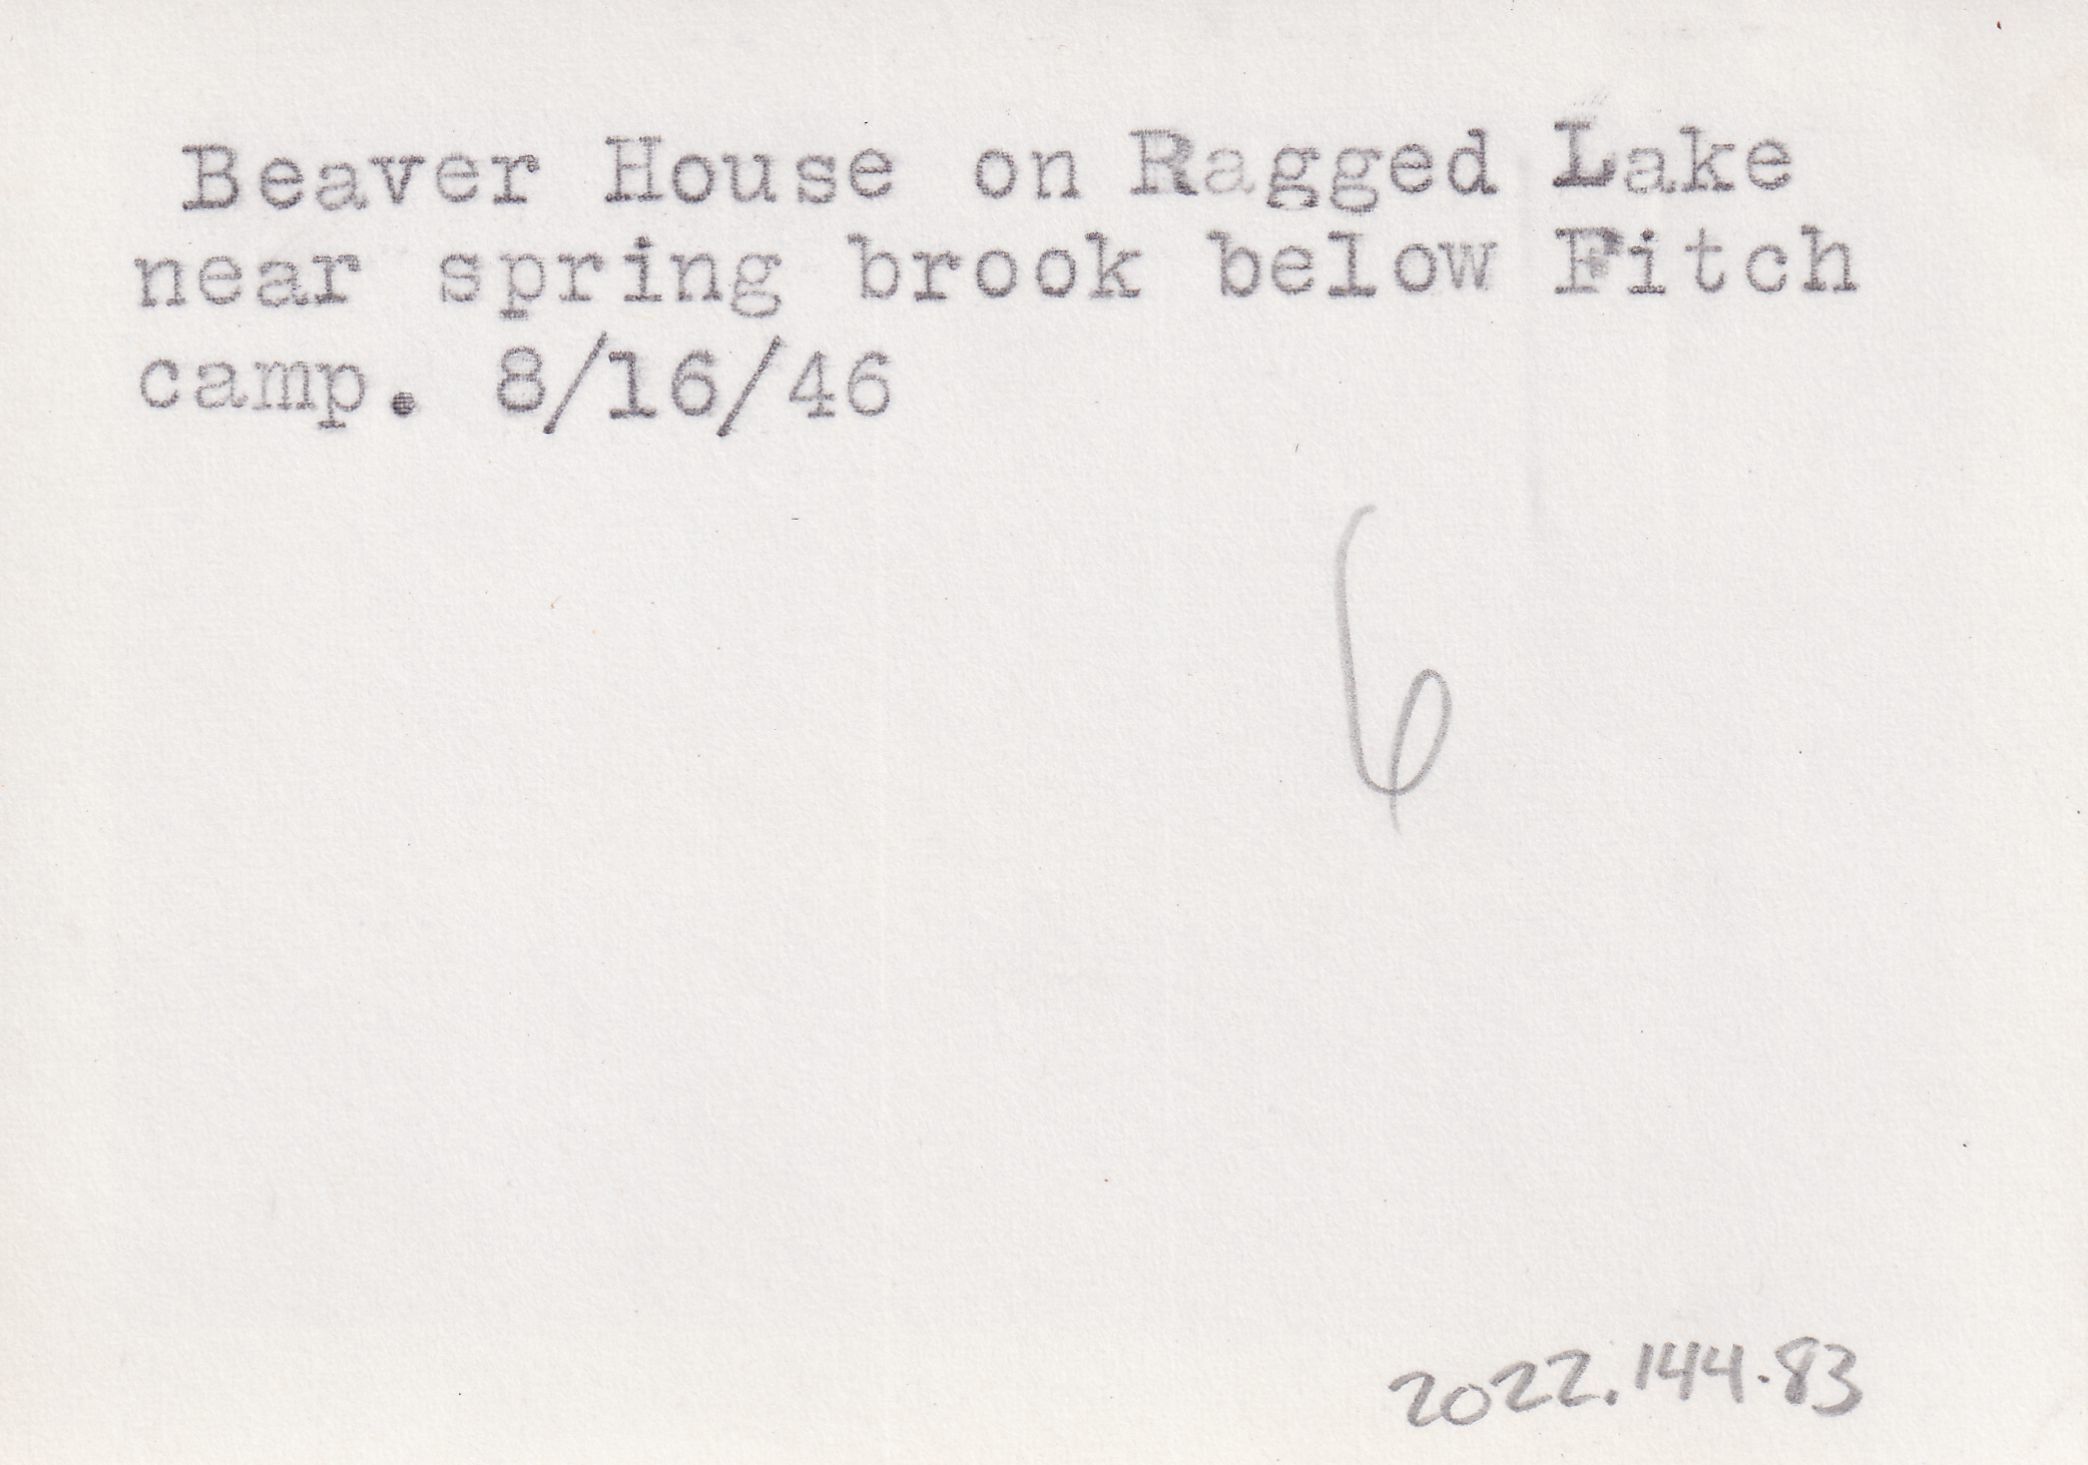 Beaver House on Ragged Lake
near spring brook below Fitch
camp. 8/16/46
6
2022.144.83